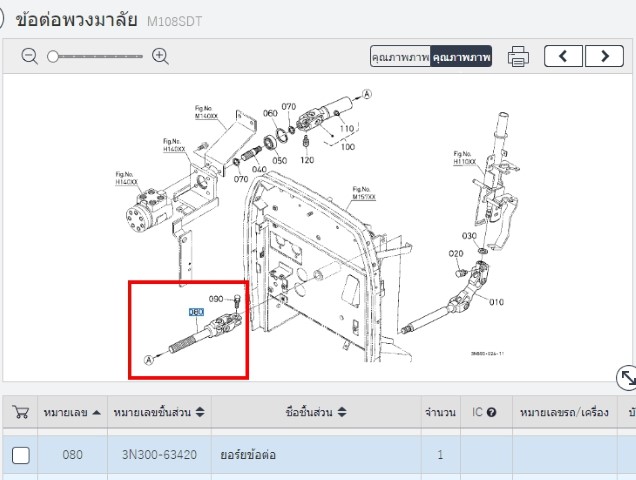 ข้อต่อพวงมาลัย M108SDT
คุณภาพภาพ คุณภาพภาพ
Fig.No.
M140XX
Fig.No.
H140XX
Fig.No.
H140XX
060
070
A
110
100
120
050
040
070
Fig.No.
M151XX
Fig.No.
H110XX
030
020
010
090
080
A
3N300-024-11
หมายเลข หมายเลขชิ้นส่วน ชื่อชิ้นส่วน จำนวน IC หมายเลขรถ/เครื่อง
080 3N300-63420 ยอร์ยข้อต่อ 1